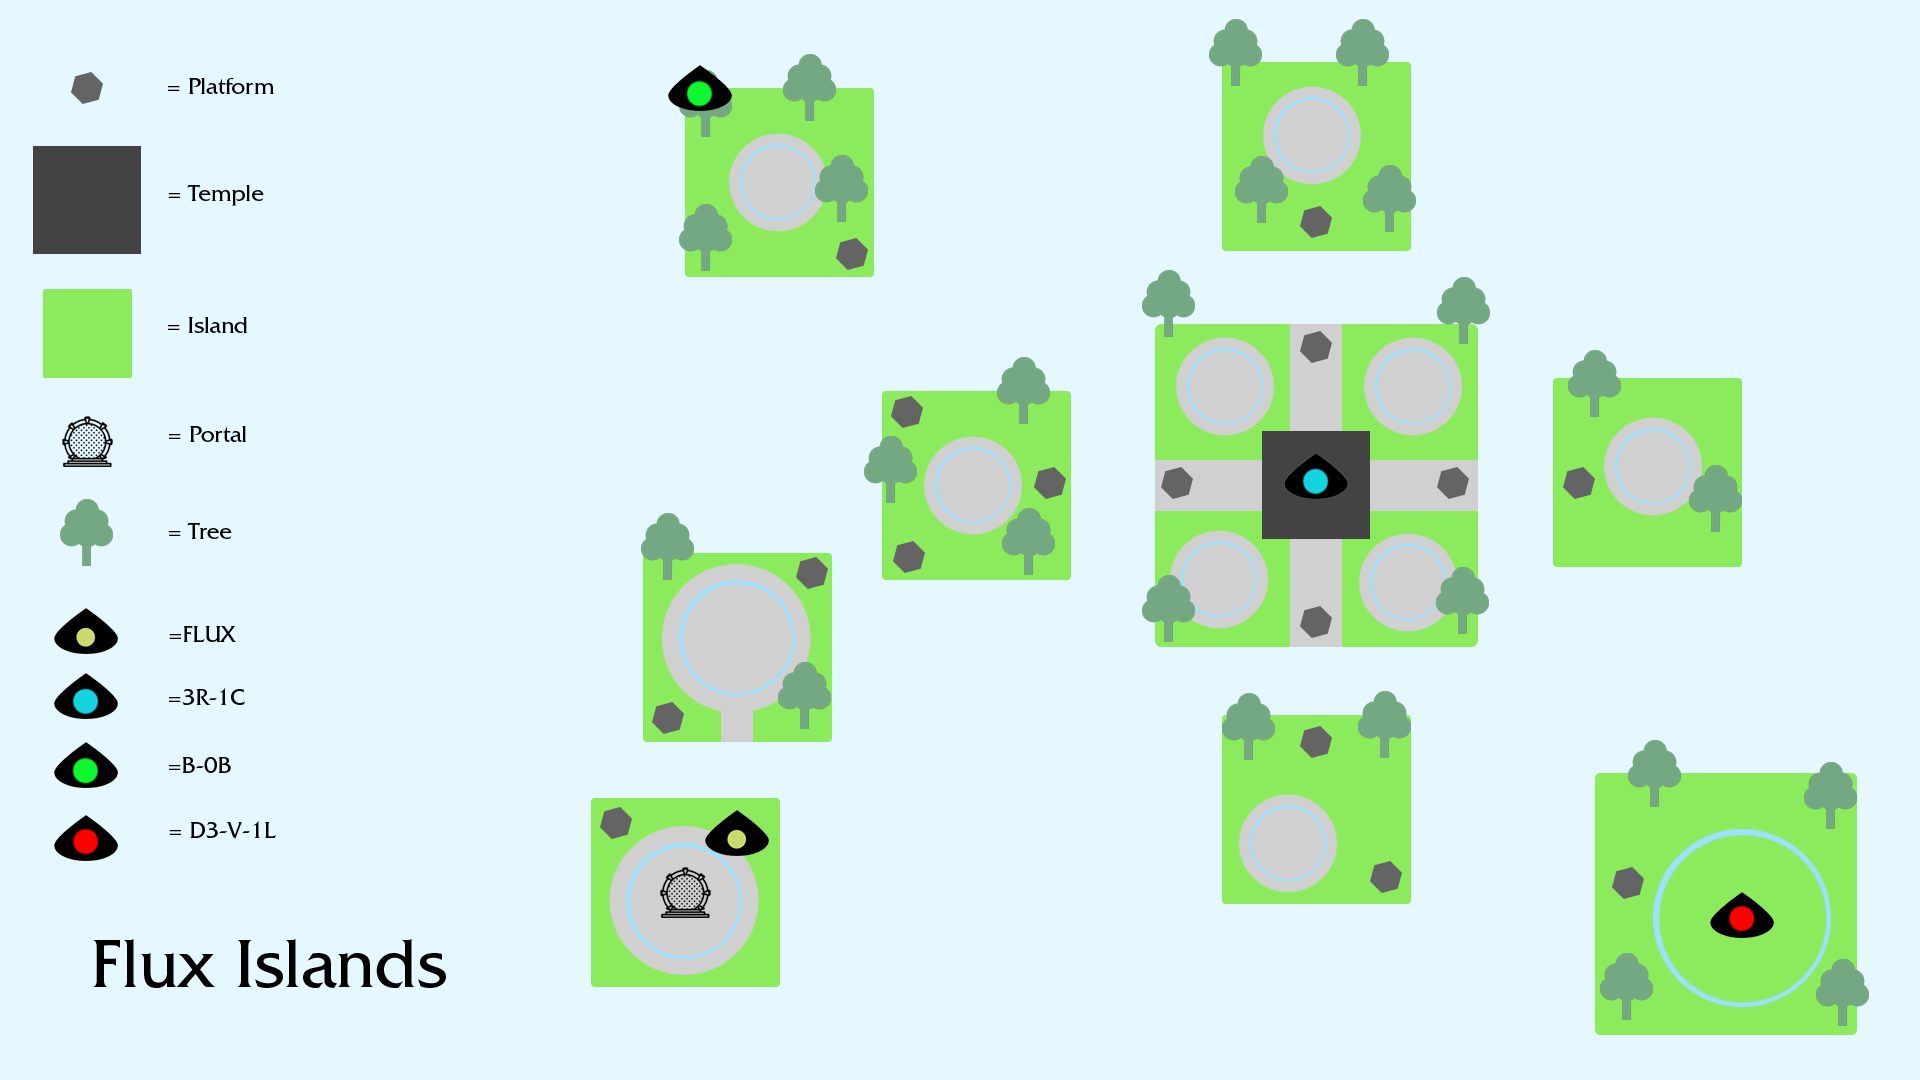 = Platform
= Temple
= Island
= Portal
= Tree
=FLUX
=3R-1C
=B-0B
= D3-V-1L
Flux Islands